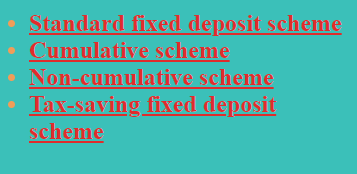 Standard fixed deposit scheme
Cumulative scheme
Non-cumulative scheme
Tax-saving fixed deposit
scheme